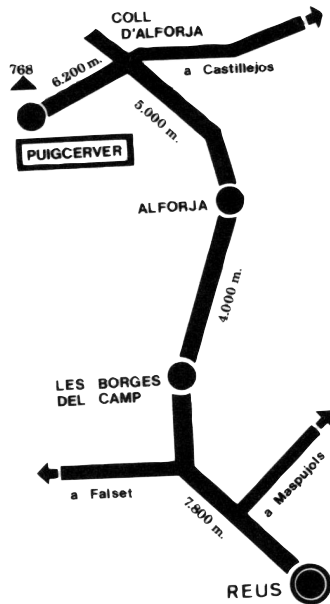 COLL
D'ALFORJA
768
6.200 m.
a Castillejos
5.000 m.
PUIGCERVER
ALFORJA
4.000 m.
LES BORGES
DEL CAMP
a Falset
7.800 m.
a Maspujols
REUS